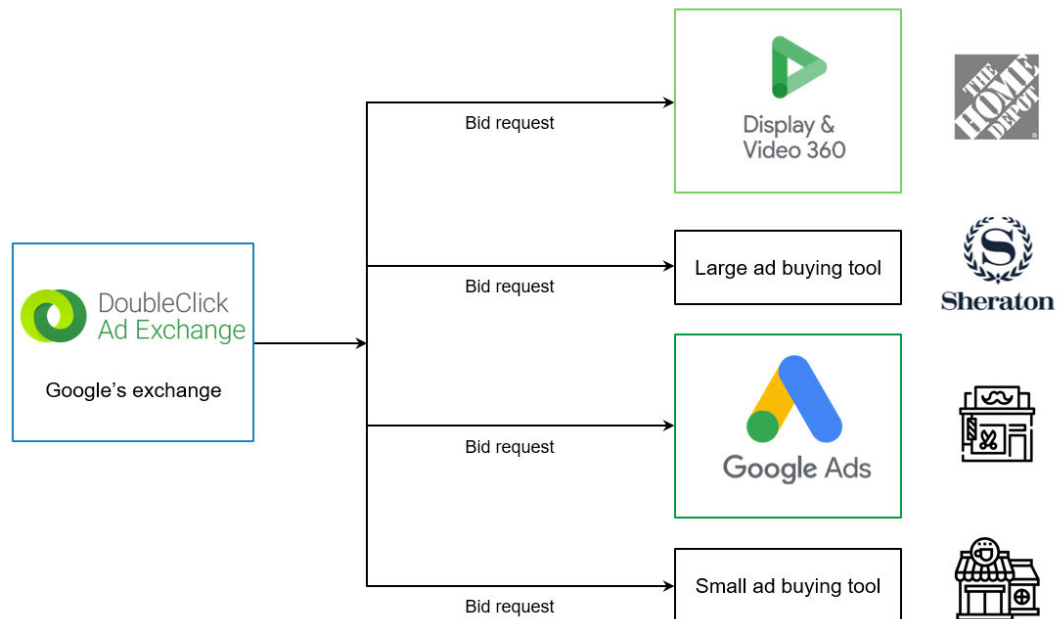 Bid request
Display &
Video 360
THE
HOME
DEPOT
Bid request
Large ad buying tool
S
Sheraton
DoubleClick
Ad Exchange
Google's exchange
Bid request
Google Ads
Bid request
Small ad buying tool